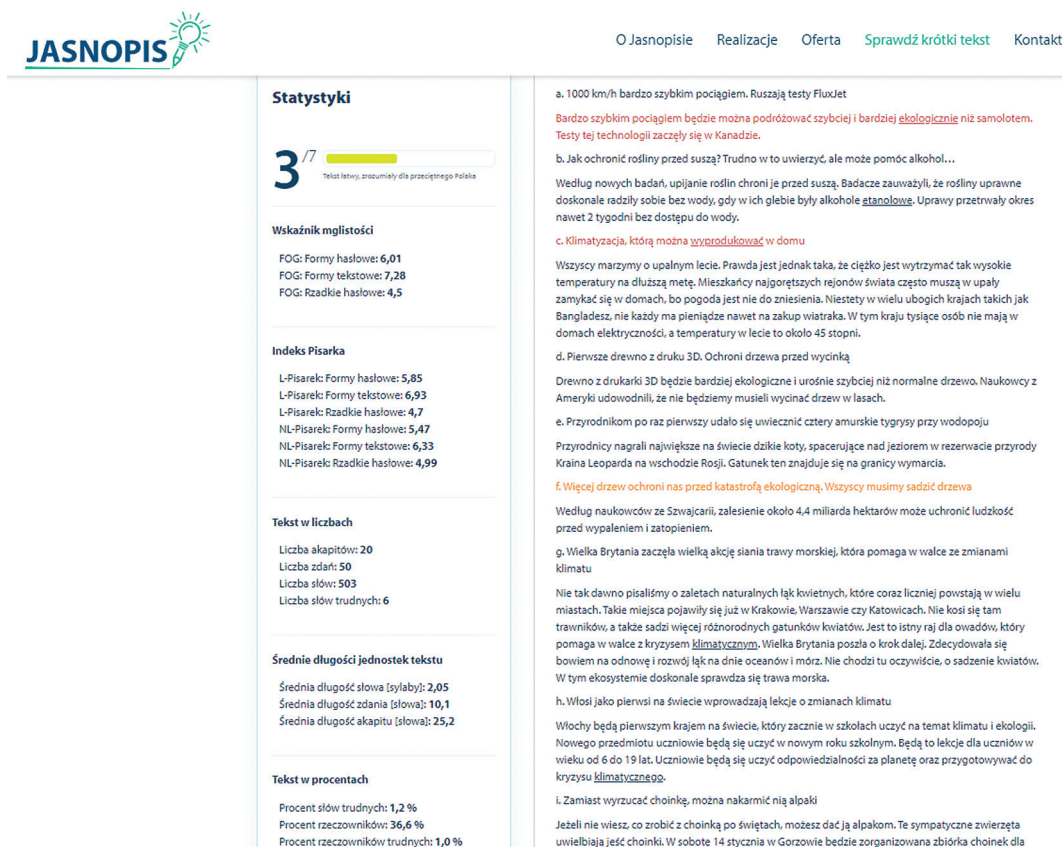 JASNOPIS
O Jasnopisie Realizacje Oferta Sprawdź krótki tekst Kontakt
Statystyki
3/7
Tekst łatwy, zrozumiały dla przeciętnego Polaka
Wskaźnik mglistości
FOG: Formy hasłowe: 6,01
FOG: Formy tekstowe: 7,28
FOG: Rzadkie hasłowe: 4,5
Indeks Pisarka
L-Pisarek: Formy hasłowe: 5,85
L-Pisarek: Formy tekstowe: 6,93
L-Pisarek: Rzadkie hasłowe: 4,7
NL-Pisarek: Formy hasłowe: 5,47
NL-Pisarek: Formy tekstowe: 6,33
NL-Pisarek: Rzadkie hasłowe: 4,99
Tekst w liczbach
Liczba akapitów: 20
Liczba zdań: 50
Liczba słów: 503
Liczba słów trudnych: 6
Średnie długości jednostek tekstu
Średnia długość słowa [sylaby]: 2,05
Średnia długość zdania [słowa]: 10,1
Średnia długość akapitu [słowa]: 25,2
Tekst w procentach
Procent słów trudnych: 1,2 %
Procent rzeczowników: 36,6 %
Procent rzeczowników trudnych: 1,0 %
a. 1000 km/h bardzo szybkim pociągiem. Ruszają testy FluxJet
Bardzo szybkim pociągiem będzie można podróżować szybciej i bardziej ekologicznie niż samolotem.
Testy tej technologii zaczęły się w Kanadzie.
b. Jak ochronić rośliny przed suszą? Trudno w to uwierzyć, ale może pomóc alkohol…
Według nowych badań, upijanie roślin chroni je przed suszą. Badacze zauważyli, że rośliny uprawne
doskonale radziły sobie bez wody, gdy w ich glebie były alkohole etanolowe. Uprawy przetrwały okres
nawet 2 tygodni bez dostępu do wody.
c. Klimatyzacja, którą można wyprodukować w domu
Wszyscy marzymy o upalnym lecie. Prawda jest jednak taka, że ciężko jest wytrzymać tak wysokie
temperatury na dłuższą metę. Mieszkańcy najgorętszych rejonów świata często muszą w upały
zamykać się w domach, bo pogoda jest nie do zniesienia. Niestety w wielu ubogich krajach takich jak
Bangladesz, nie każdy ma pieniądze nawet na zakup wiatraka. W tym kraju tysiące osób nie mają w
domach elektryczności, a temperatury w lecie to około 45 stopni.
d. Pierwsze drewno z druku 3D. Ochroni drzewa przed wycinką
Drewno z drukarki 3D będzie bardziej ekologiczne i urośnie szybciej niż normalne drzewo. Naukowcy z
Ameryki udowodnili, że nie będziemy musieli wycinać drzew w lasach.
e. Przyrodnikom po raz pierwszy udało się uwiecznić cztery amurskie tygrysy przy wodopoju
Przyrodnicy nagrali największe na świecie dzikie koty, spacerujące nad jeziorem w rezerwacie przyrody
Kraina Leoparda na wschodzie Rosji. Gatunek ten znajduje się na granicy wymarcia.
f. Więcej drzew ochroni nas przed katastrofą ekologiczną. Wszyscy musimy sadzić drzewa
Według naukowców ze Szwajcarii, zalesienie około 4,4 miliarda hektarów może uchronić ludzkość
przed wypaleniem i zatopieniem.
g. Wielka Brytania zaczęła wielką akcję siania trawy morskiej, która pomaga w walce ze zmianami
klimatu
Nie tak dawno pisaliśmy o zaletach naturalnych łąk kwietnych, które coraz liczniej powstają w wielu
miastach. Takie miejsca pojawiły się już w Krakowie, Warszawie czy Katowicach. Nie kosi się tam
trawników, a także sadzi więcej różnorodnych gatunków kwiatów. Jest to istny raj dla owadów, który
pomaga w walce z kryzysem klimatycznym. Wielka Brytania poszła o krok dalej. Zdecydowała się
bowiem na odnowę i rozwój łąk na dnie oceanów i mórz. Nie chodzi tu oczywiście, o sadzenie kwiatów.
W tym ekosystemie doskonale sprawdza się trawa morska.
h. Włosi jako pierwsi na świecie wprowadzają lekcje o zmianach klimatu
Włochy będą pierwszym krajem na świecie, który zacznie w szkołach uczyć na temat klimatu i ekologii.
Nowego przedmiotu uczniowie będą się uczyć w nowym roku szkolnym. Będą to lekcje dla uczniów w
wieku od 6 do 19 lat. Uczniowie będą się uczyć odpowiedzialności za planetę oraz przygotowywać do
kryzysu klimatycznego.
i. Zamiast wyrzucać choinkę, można nakarmić nią alpaki
Jeżeli nie wiesz, co zrobić z choinką po świętach, możesz dać ją alpakom. Te sympatyczne zwierzęta
uwielbiają jeść choinki. W sobotę 14 stycznia w Gorzowie będzie zorganizowana zbiórka choinek dla